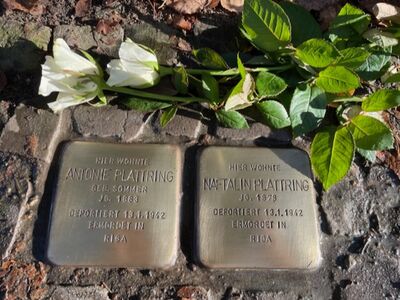 HIER WOHNTE
ANTONIE PLATTRING
GEB. SOMMER
JG. 1883
DEPORTIERT 13.1.1942
ERMORDET IN
RIGA
HIER WOHNTE
NAFTALIN PLATTRING
JG. 1873
DEPORTIERT 13.1.1942
ERMORDET IN
RIGA